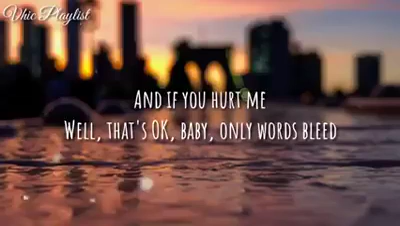 Vhic Playlist
And if you hurt me
Well, that's OK, baby, only words bleed